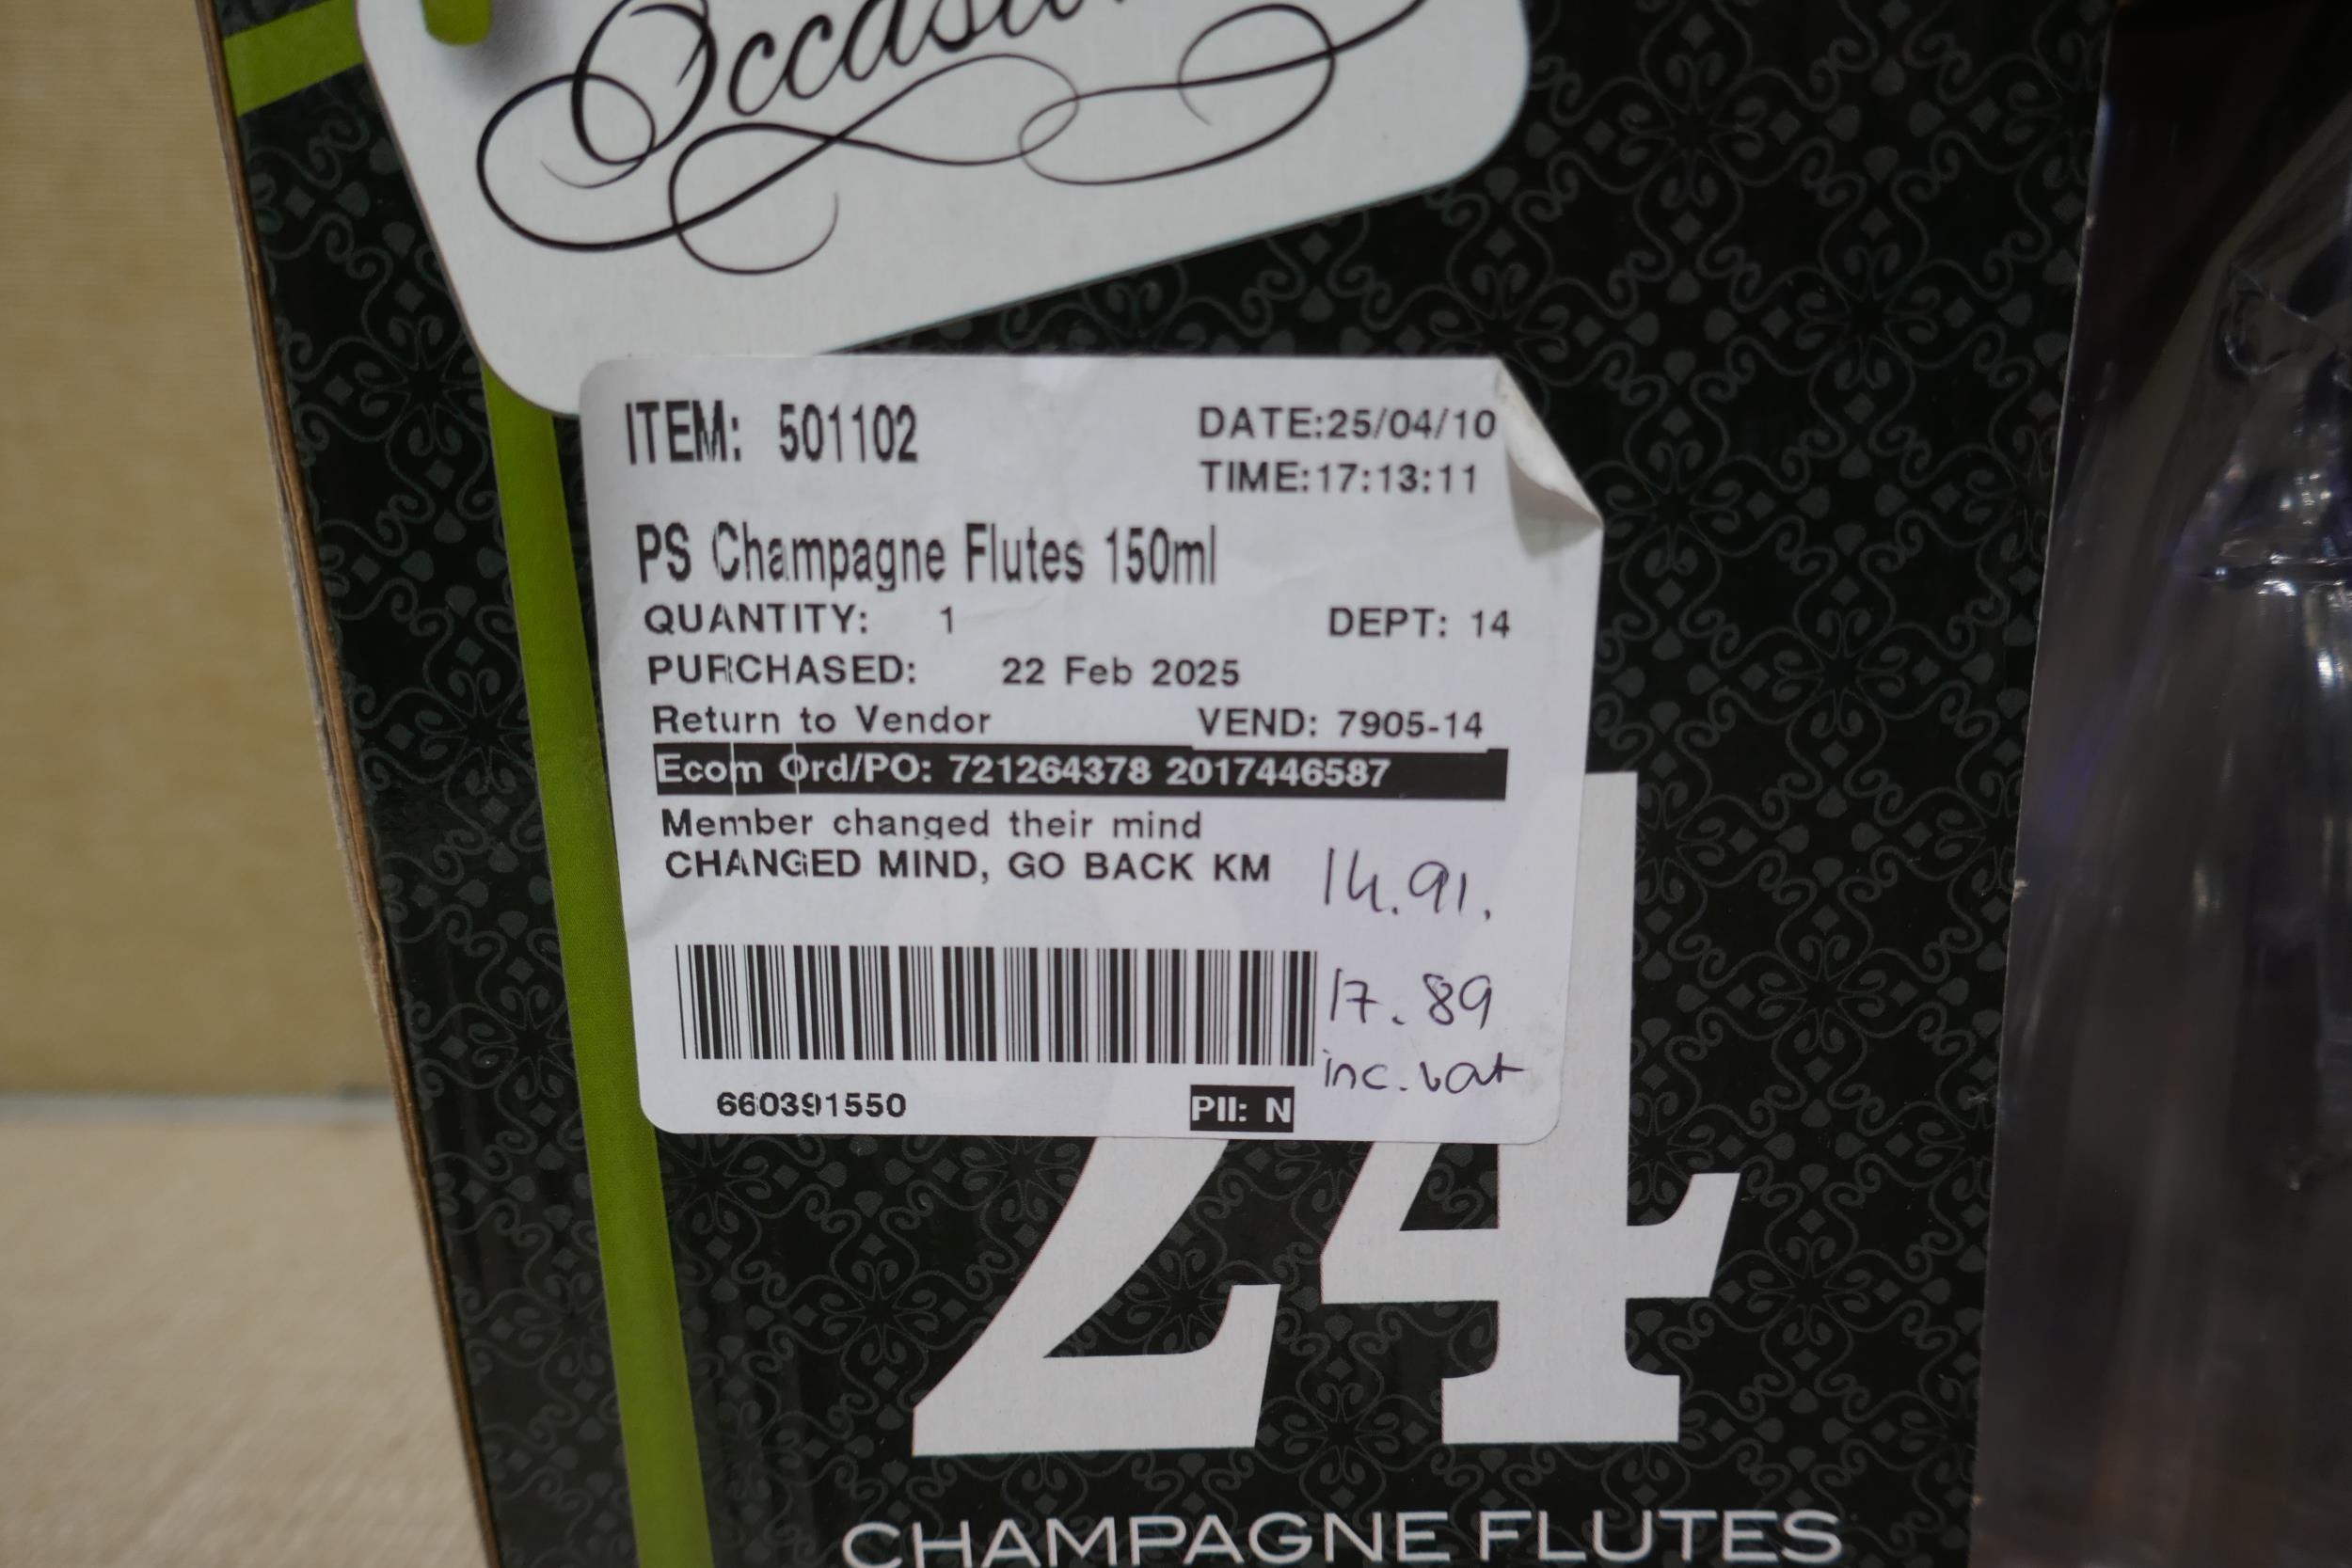 ITEM: 501102
DATE:25/04/10
TIME:17:13:11
PS Champagne Flutes 150ml
QUANTITY: 1 DEPT: 14
PURCHASED: 22 Feb 2025
Return to Vendor VEND: 7905-14
Ecom Ord/PO: 721264378 2017446587
Member changed their mind
CHANGED MIND, GO BACK KM
14.91.
17.89
inc. vat
660391550 PII: N
24
CHAMPAGNE FLUTES